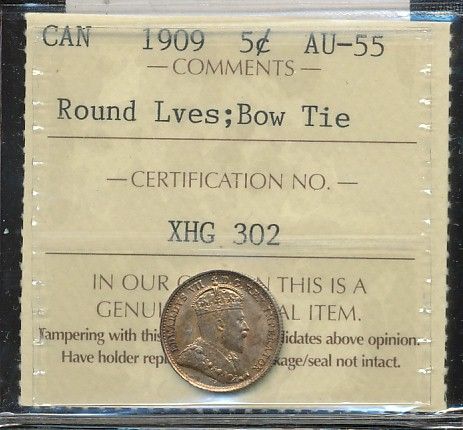 CAN 1909 5¢ AU-55
— COMMENTS —
Round Lves;Bow Tie
— CERTIFICATION NO. —
XHG 302
IN OUR THIS IS A
ITEM.
Tampering with this above opinion.
Have holder not intact.